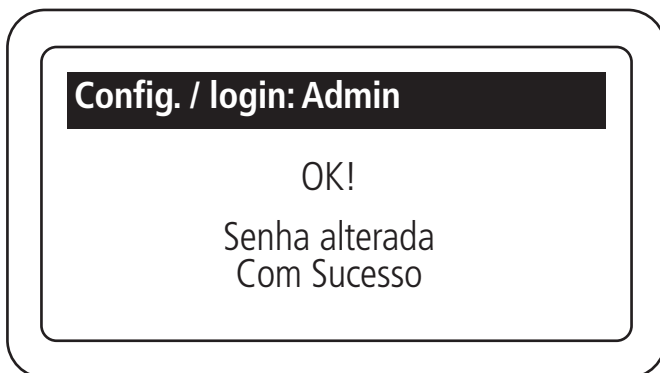 Config. / login: Admin
OK!
Senha alterada
Com Sucesso